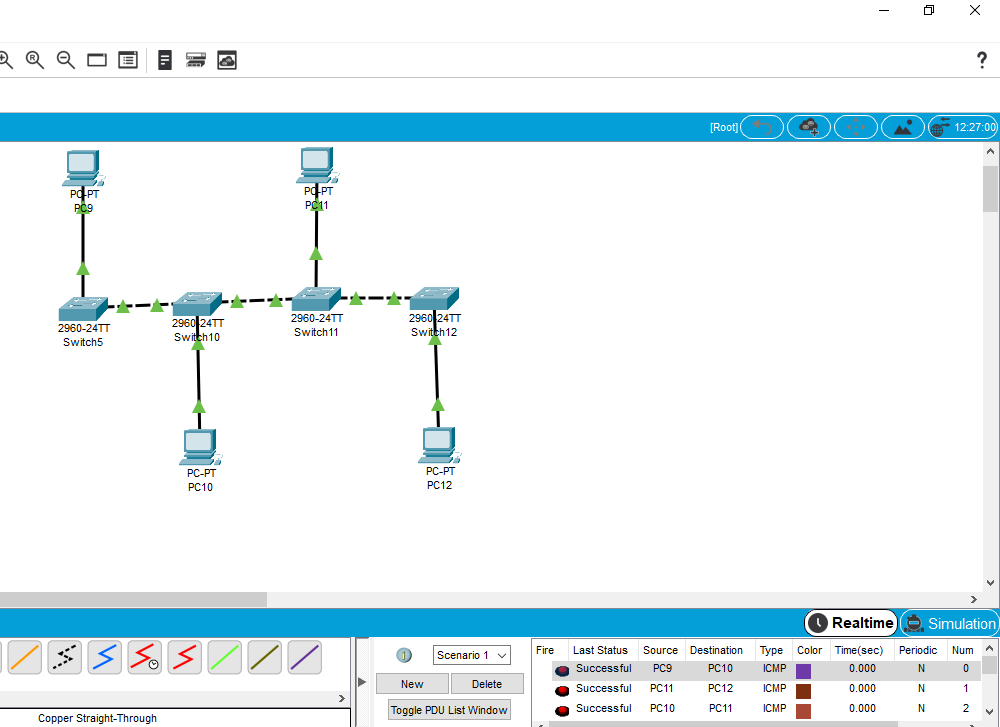 [Root]
12:27:00
PC-PT
PC9
PC-PT
PC11
2960-24TT
Switch5
2960-24TT
Switch10
2960-24TT
Switch11
2960-24TT
Switch12
PC-PT
PC10
PC-PT
PC12
Realtime
Simulation
Scenario 1
New
Delete
Toggle PDU List Window
Fire Last Status Source Destination Type Color Time(sec) Periodic Num
Successful PC9 PC10 ICMP 0.000 N 0
Successful PC11 PC12 ICMP 0.000 N 1
Successful PC10 PC11 ICMP 0.000 N 2
Copper Straight-Through